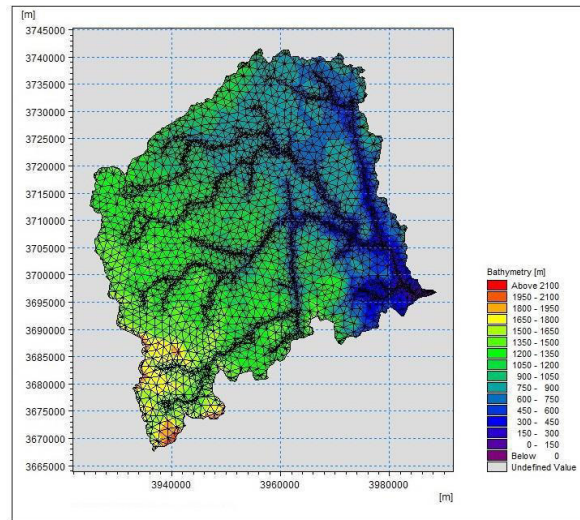 [m]
3745000
3740000
3735000
3730000
3725000
3720000
3715000
3710000
3705000
3700000
3695000
3690000
3685000
3680000
3675000
3670000
3665000
3940000 3960000 3980000
[m]
Bathymetry [m]
Above 2100
1950 - 2100
1800 - 1950
1650 - 1800
1500 - 1650
1350 - 1500
1200 - 1350
1050 - 1200
900 - 1050
750 - 900
600 - 750
450 - 600
300 - 450
150 - 300
0 - 150
Below 0
Undefined Value